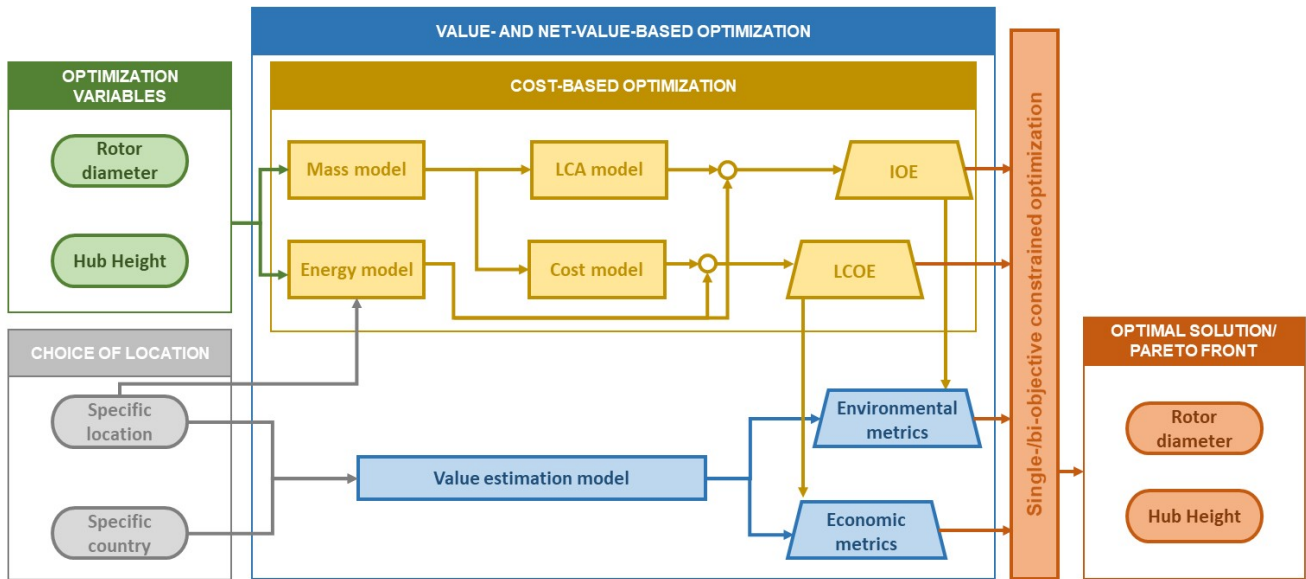 VALUE- AND NET-VALUE-BASED OPTIMIZATION
OPTIMIZATION
VARIABLES
Rotor
diameter
Hub Height
COST-BASED OPTIMIZATION
Mass model
LCA model
IOE
Energy model
Cost model
LCOE
CHOICE OF LOCATION
Specific
location
Specific
country
Value estimation model
Environmental
metrics
Economic
metrics
Single-/bi-objective constrained optimization
OPTIMAL SOLUTION/
PARETO FRONT
Rotor
diameter
Hub Height